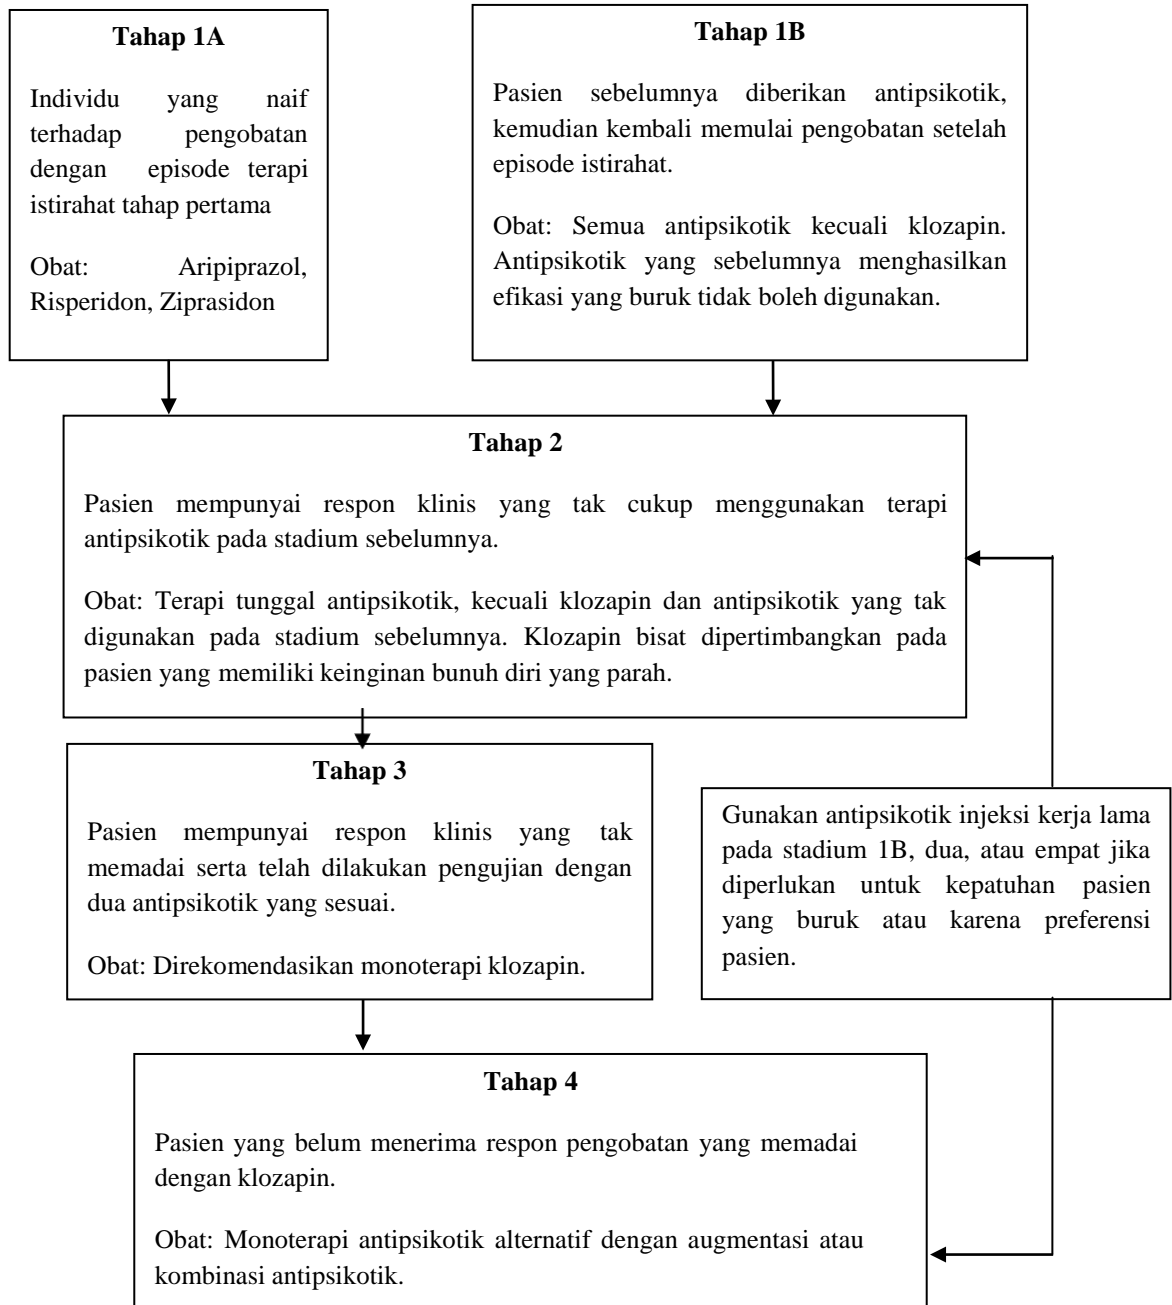 Tahap 1A
Individu yang naif
terhadap pengobatan
dengan episode terapi
istirahat tahap pertama
Obat: Aripiprazol,
Risperidon, Ziprasidon
Tahap 1B
Pasien sebelumnya diberikan antipsikotik,
kemudian kembali memulai pengobatan setelah
episode istirahat.
Obat: Semua antipsikotik kecuali klozapin.
Antipsikotik yang sebelumnya menghasilkan
efikasi yang buruk tidak boleh digunakan.
Tahap 2
Pasien mempunyai respon klinis yang tak cukup menggunakan terapi
antipsikotik pada stadium sebelumnya.
Obat: Terapi tunggal antipsikotik, kecuali klozapin dan antipsikotik yang tak
digunakan pada stadium sebelumnya. Klozapin bisat dipertimbangkan pada
pasien yang memiliki keinginan bunuh diri yang parah.
Tahap 3
Pasien mempunyai respon klinis yang tak
memadai serta telah dilakukan pengujian dengan
dua antipsikotik yang sesuai.
Obat: Direkomendasikan monoterapi klozapin.
Gunakan antipsikotik injeksi kerja lama
pada stadium 1B, dua, atau empat jika
diperlukan untuk kepatuhan pasien
yang buruk atau karena preferensi
pasien.
Tahap 4
Pasien yang belum menerima respon pengobatan yang memadai
dengan klozapin.
Obat: Monoterapi antipsikotik alternatif dengan augmentasi atau
kombinasi antipsikotik.